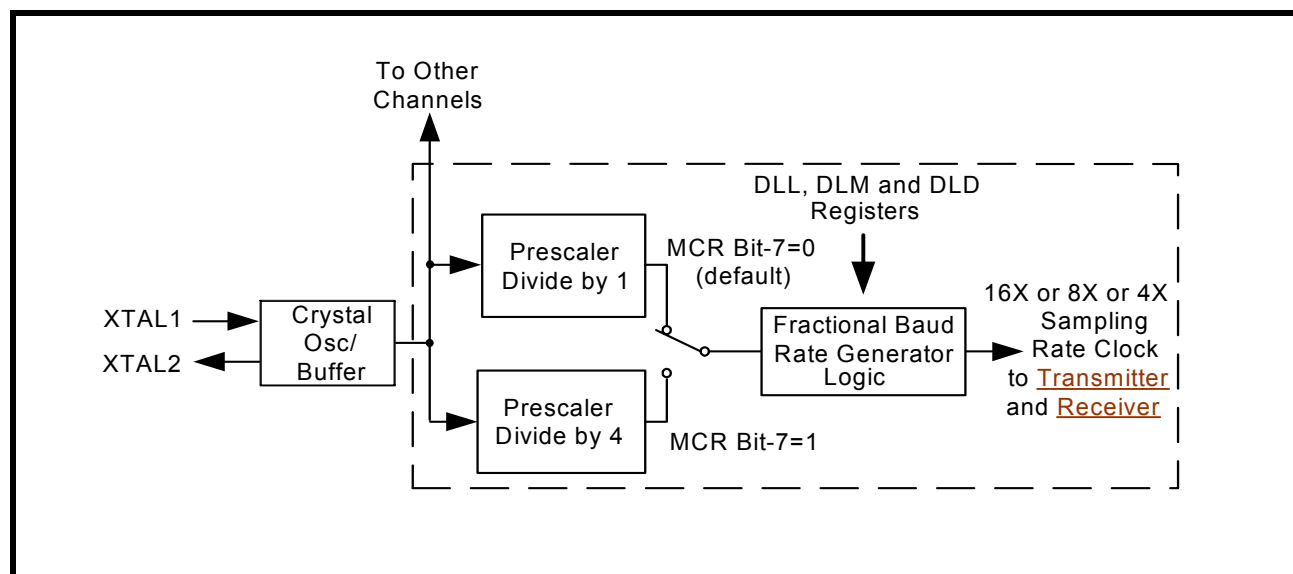 To Other
Channels
DLL, DLM and DLD
Registers
Prescaler
Divide by 1
MCR Bit-7=0
(default)
XTAL1
XTAL2
Crystal
Osc/
Buffer
Fractional Baud
Rate Generator
Logic
16X or 8X or 4X
Sampling
Rate Clock
to Transmitter
and Receiver
Prescaler
Divide by 4
MCR Bit-7=1